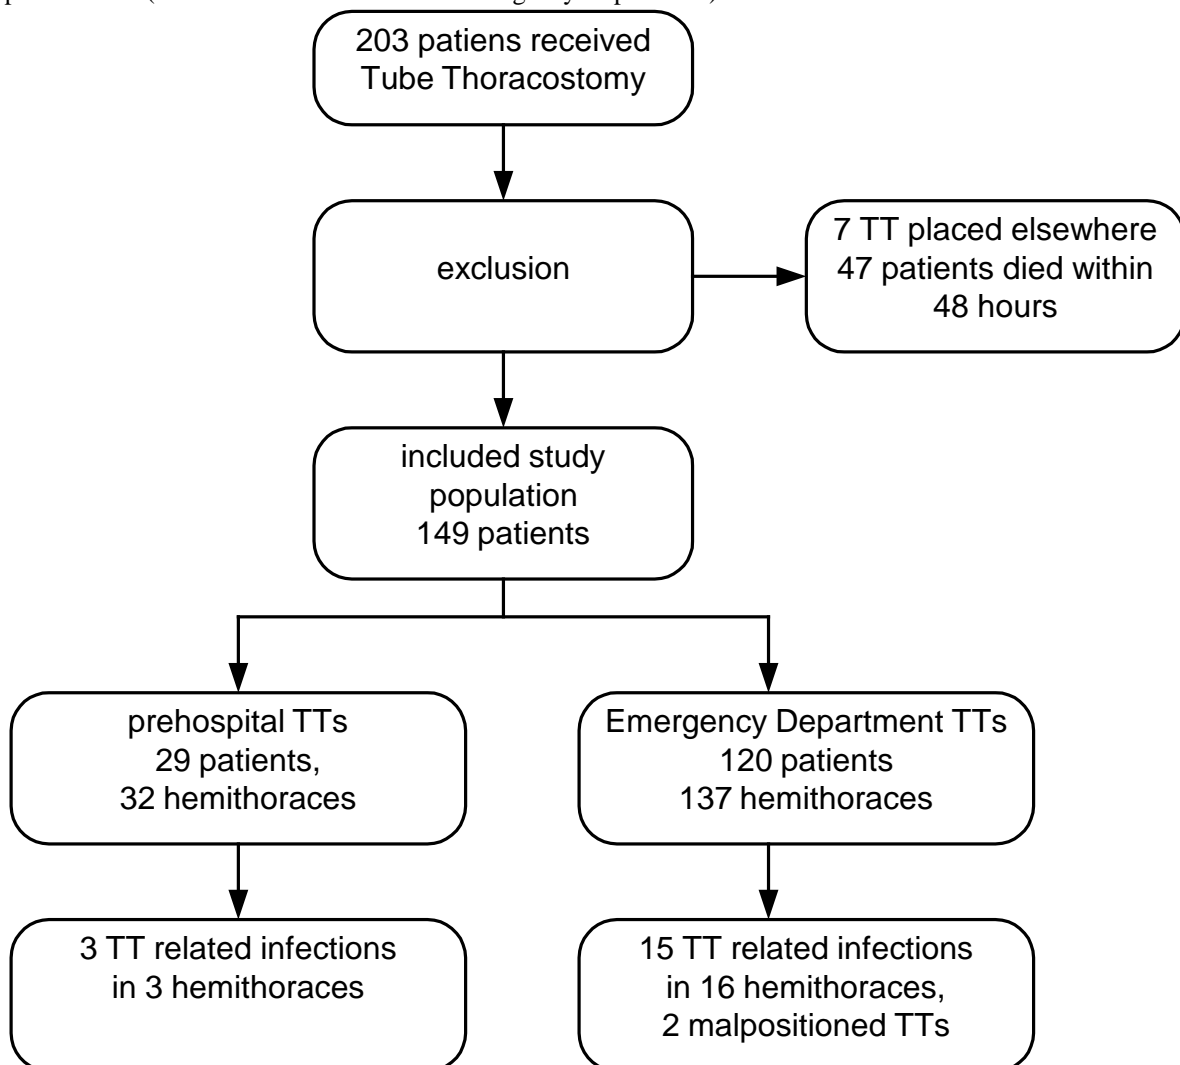 203 patiens received
Tube Thoracostomy
exclusion
7 TT placed elsewhere
47 patients died within
48 hours
included study
population
149 patients
prehospital TTs
29 patients,
32 hemithoraces
Emergency Department TTs
120 patients
137 hemithoraces
3 TT related infections
in 3 hemithoraces
15 TT related infections
in 16 hemithoraces,
2 malpositioned TTs